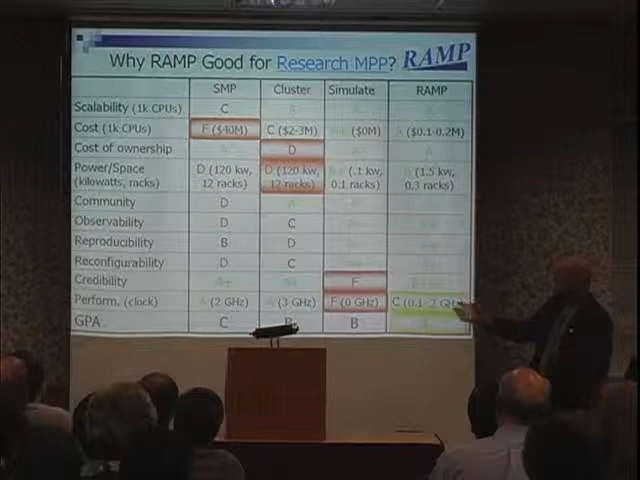 Why RAMP Good for Research MPP?
RAMP
SMP Cluster Simulate RAMP
Scalability (1k CPUs) C A
Cost (1k CPUs) F ($40M) C ($2-3M) ($0M) A ($0.1-0.2M)
Cost of ownership D A
Power/Space (kilowatts, racks) D (120 kw, 12 racks) D (120 kw, 12 racks) (.1 kw, 0.1 racks) (1.5 kw, 0.3 racks)
Community D A
Observability D C
Reproducibility B D
Reconfigurability D C
Credibility F
Perform. (clock) A (2 GHz) A (3 GHz) F (0 GHz) C
GPA C B